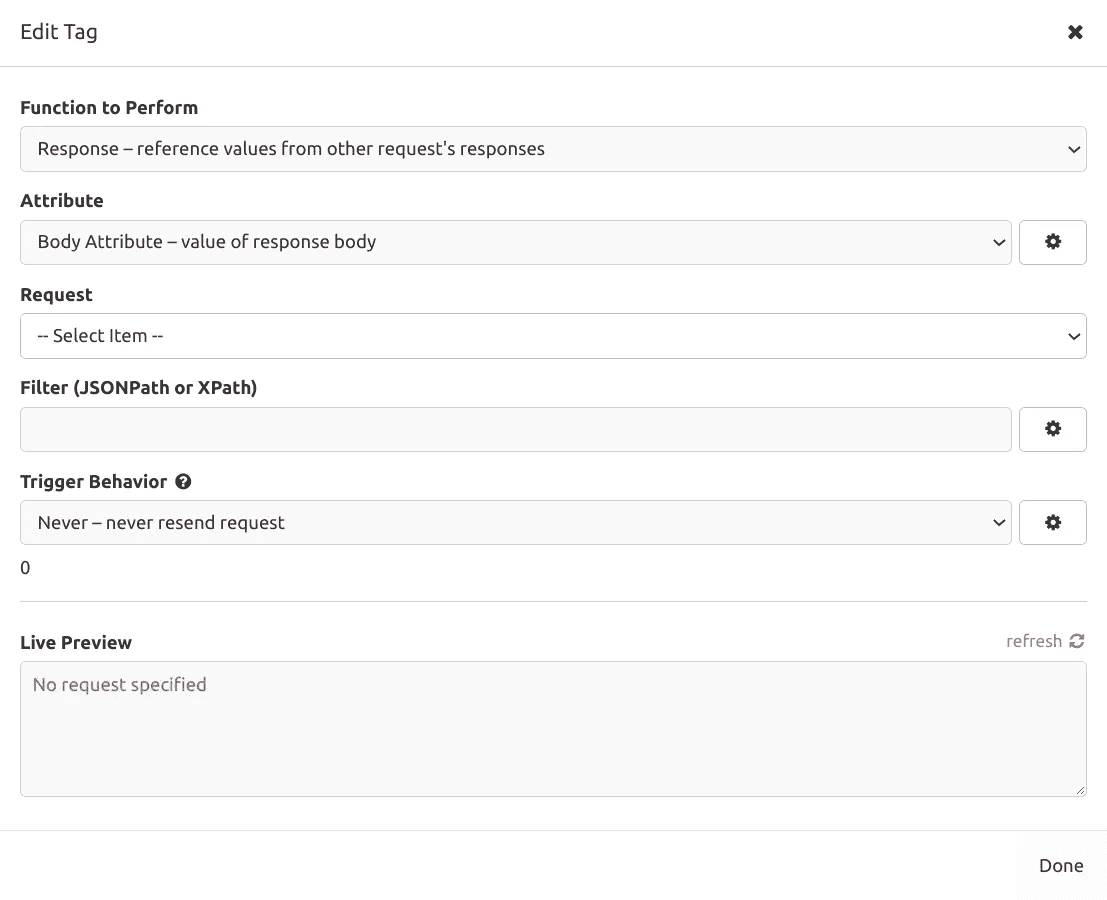 Edit Tag
Function to Perform
Response – reference values from other request's responses
Attribute
Body Attribute – value of response body
Request
-- Select Item --
Filter (JSONPath or XPath)
Trigger Behavior
Never – never resend request
0
Live Preview
refresh
No request specified
Done